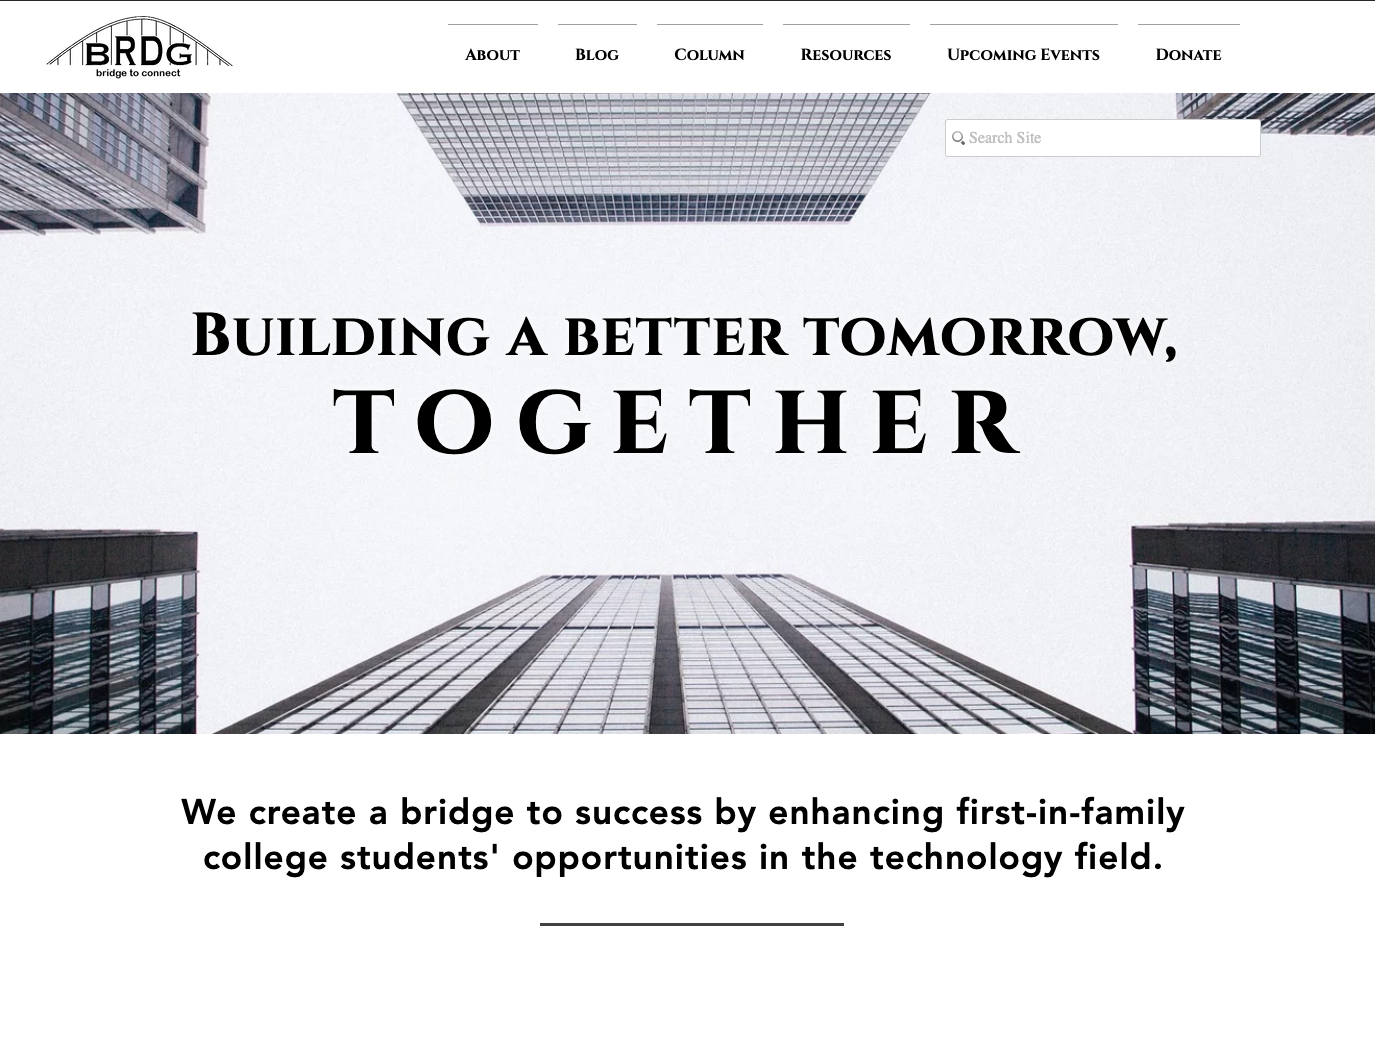 BRDG
bridge to connect
About
Blog
Column
Resources
Upcoming Events
Donate
Search Site
Building a better tomorrow,
TOGETHER
We create a bridge to success by enhancing first-in-family
college students' opportunities in the technology field.